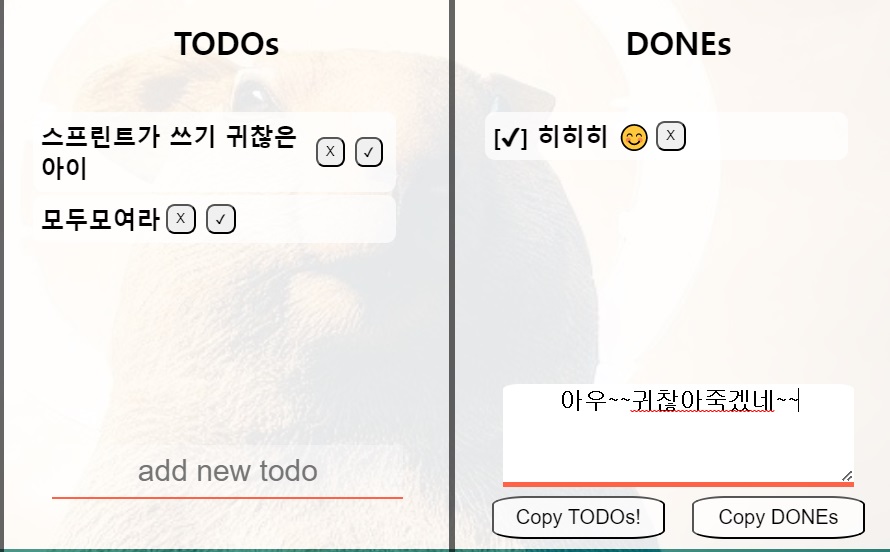 TODOs
스프린트가 쓰기 귀찮은
아이
X ✓
모두모여라 X ✓
add new todo
DONEs
[✔] 히히히 😊 X
아우~~귀찮아죽겠네~~
Copy TODOs!
Copy DONEs